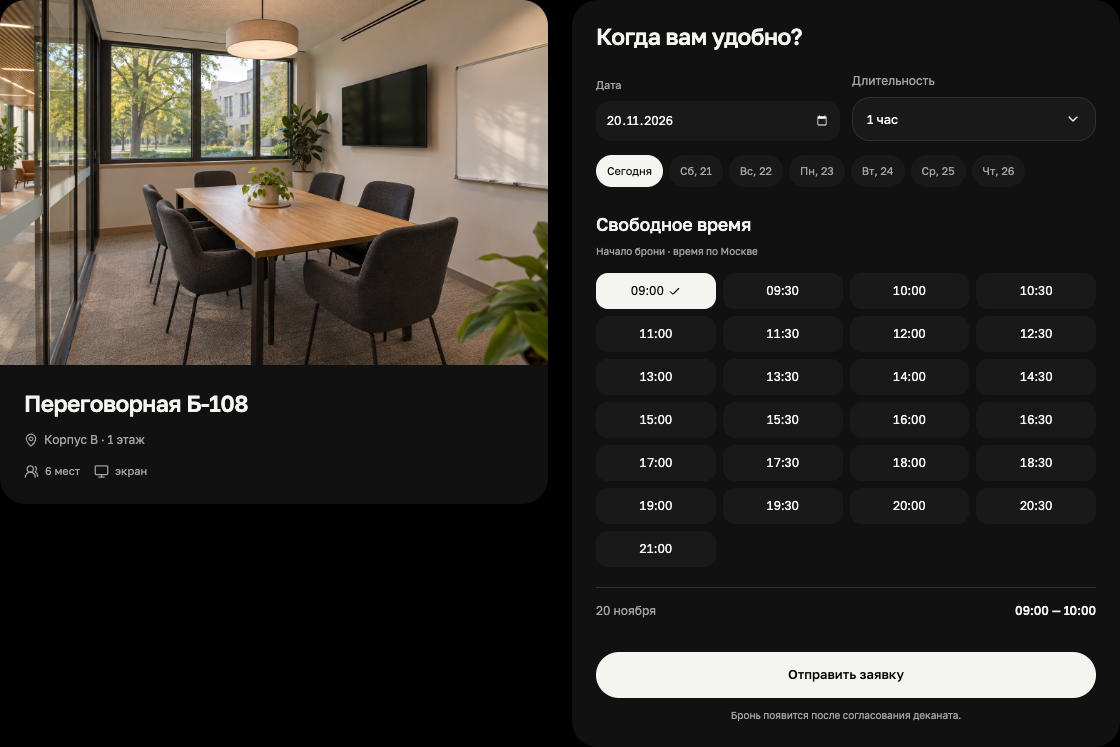 Переговорная Б-108
Корпус В · 1 этаж
6 мест экран
Когда вам удобно?
Дата Длительность
20.11.2026 1 час
Сегодня Сб, 21 Вс, 22 Пн, 23 Вт, 24 Ср, 25 Чт, 26
Свободное время
Начало брони · время по Москве
09:00 09:30 10:00 10:30
11:00 11:30 12:00 12:30
13:00 13:30 14:00 14:30
15:00 15:30 16:00 16:30
17:00 17:30 18:00 18:30
19:00 19:30 20:00 20:30
21:00
20 ноября 09:00 — 10:00
Отправить заявку
Бронь появится после согласования деканата.